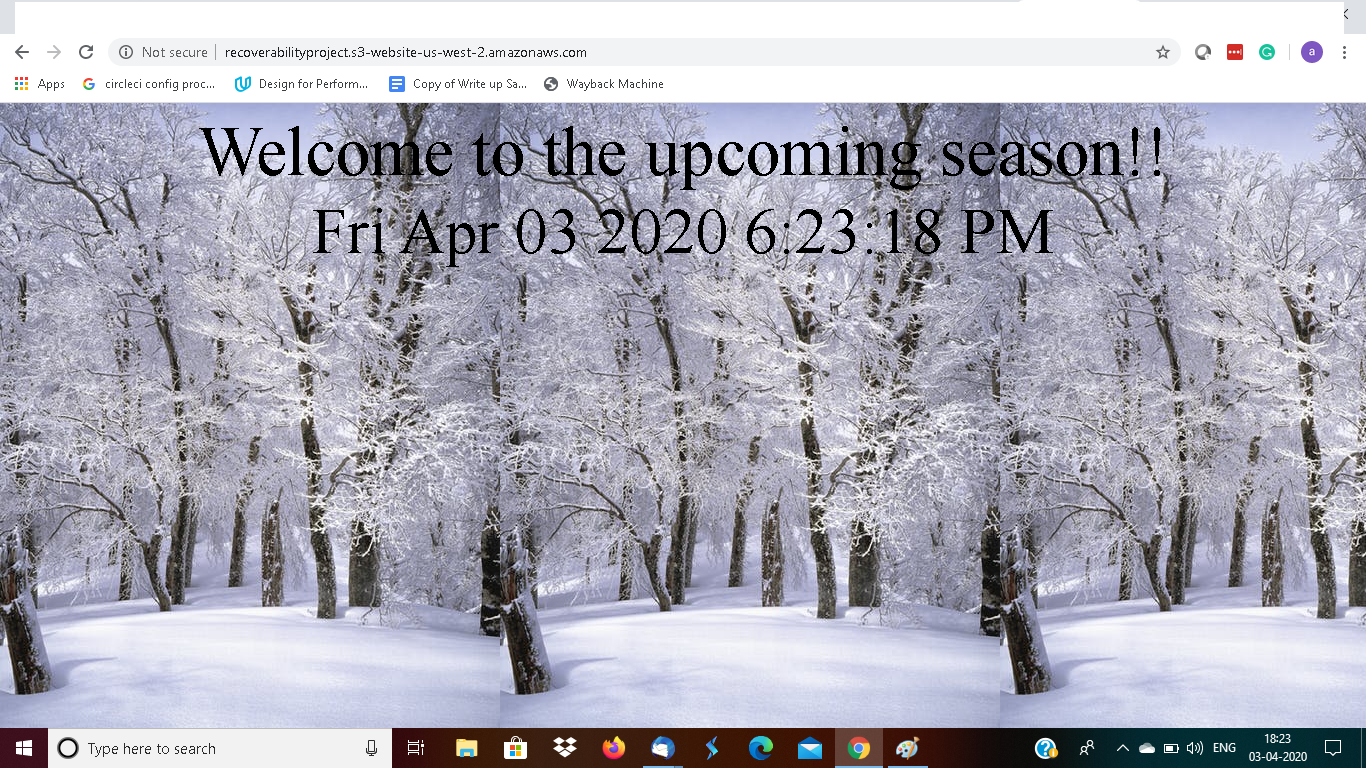 Not secure
recoverabilityproject.s3-website-us-west-2.amazonaws.com
a
Apps
circleci config proc...
Design for Perform...
Copy of Write up Sa...
Wayback Machine
Welcome to the upcoming season!!
Fri Apr 03 2020 6:23:18 PM
Type here to search
ENG
18:23
03-04-2020